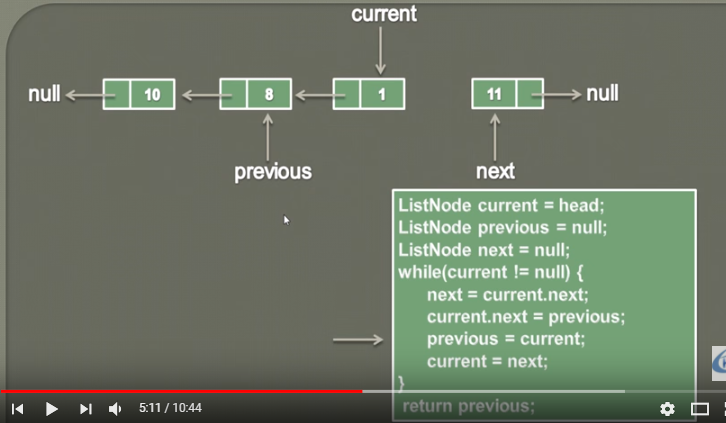 current
null 10 8 1 11 null
previous next
ListNode current = head;
ListNode previous = null;
ListNode next = null;
while(current != null) {
next = current.next;
current.next = previous;
previous = current;
current = next;
}
return previous;
5:11 / 10:44